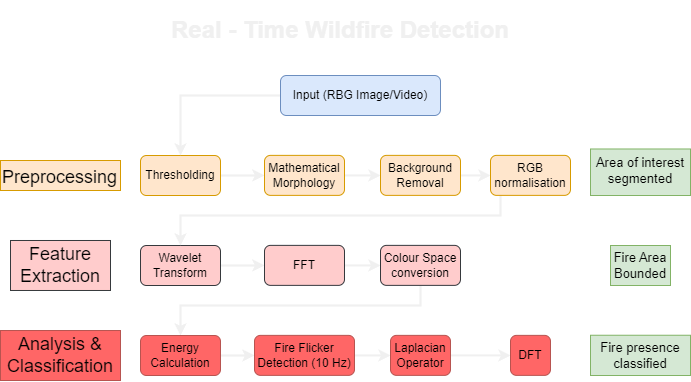 Real - Time Wildfire Detection
Input (RBG Image/Video)
Preprocessing
Thresholding
Mathematical
Morphology
Background
Removal
RGB
normalisation
Area of interest
segmented
Feature
Extraction
Wavelet
Transform
FFT
Colour Space
conversion
Fire Area
Bounded
Analysis &
Classification
Energy
Calculation
Fire Flicker
Detection (10 Hz)
Laplacian
Operator
DFT
Fire presence
classified